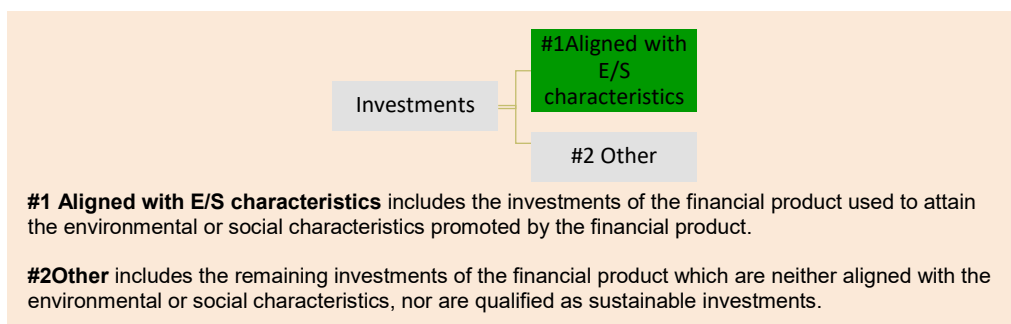 #1Aligned with
E/S
characteristics
Investments
#2 Other
#1 Aligned with E/S characteristics includes the investments of the financial product used to attain
the environmental or social characteristics promoted by the financial product.
#2Other includes the remaining investments of the financial product which are neither aligned with the
environmental or social characteristics, nor are qualified as sustainable investments.